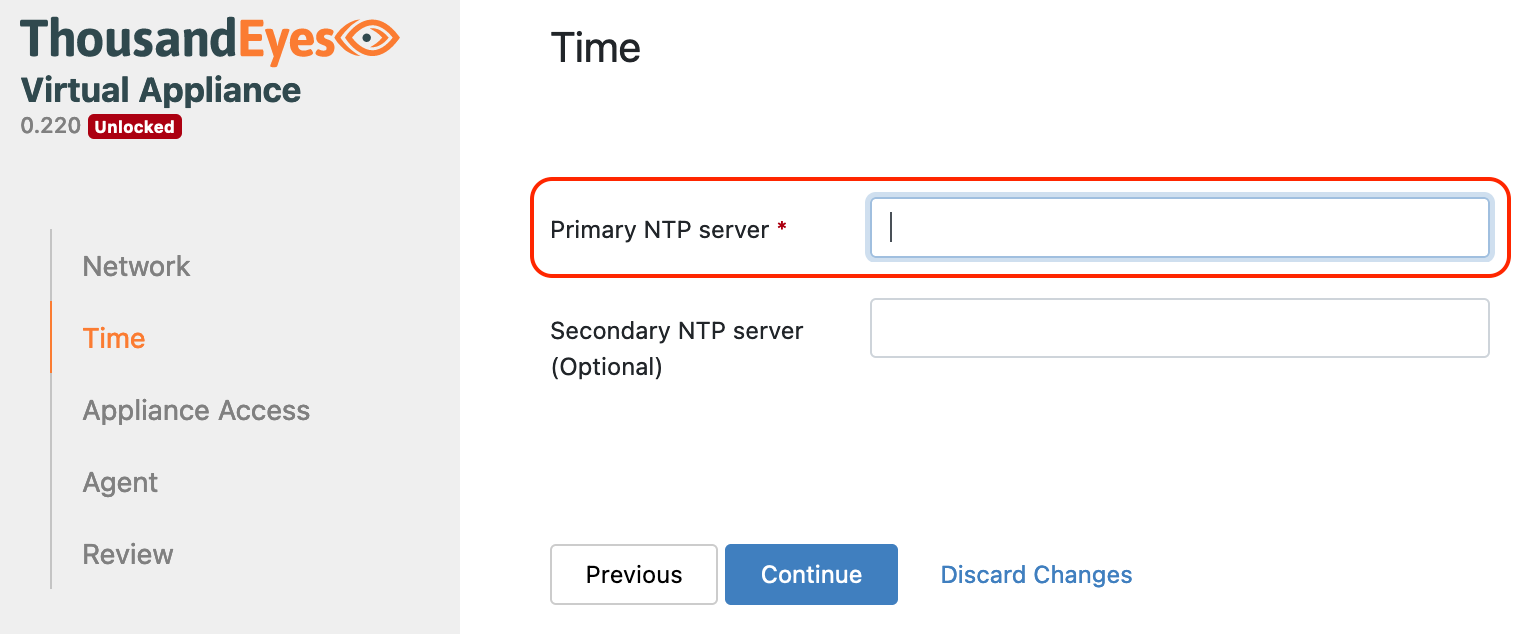 ThousandEyes
Virtual Appliance
0.220 Unlocked
Network
Time
Appliance Access
Agent
Review
Time
Primary NTP server *
Secondary NTP server
(Optional)
Previous
Continue
Discard Changes